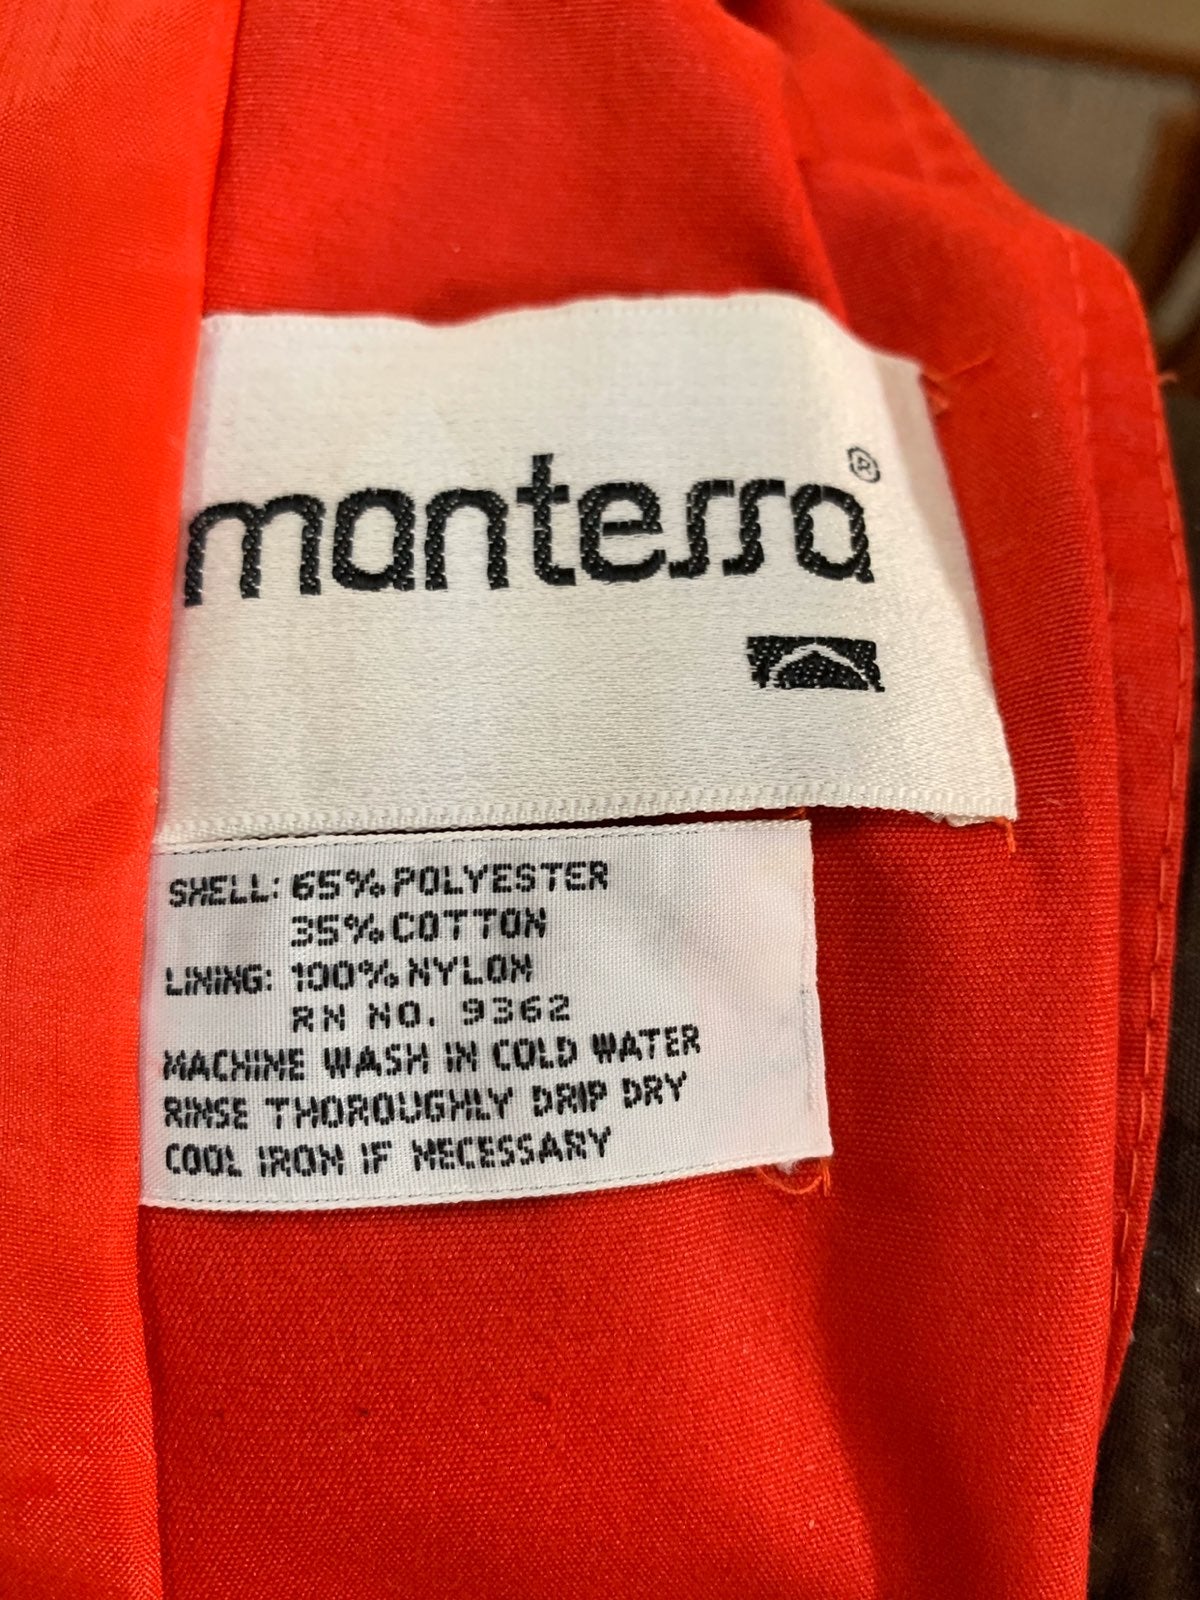 manterra®
SHELL: 65% POLYESTER
35% COTTON
LINING: 100% NYLON
RN NO. 9362
MACHINE WASH IN COLD WATER
RINSE THOROUGHLY DRIP DRY
COOL IRON IF NECESSARY